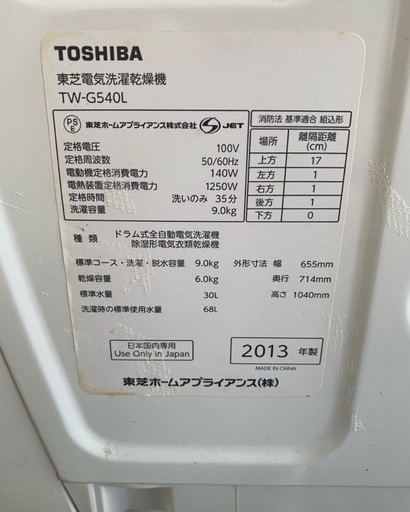 TOSHIBA
東芝電気洗濯乾燥機
TW-G540L
PS E 東芝ホームアプライアンス株式会社 S JET
定格電圧 100V
定格周波数 50/60Hz
電動機定格消費電力 140W
電熱装置定格消費電力 1250W
定格時間 洗いのみ 35分
洗濯容量 9.0kg
消防法 基準適合 組込形
場所 離隔距離(cm)
上方 17
左方 1
右方 1
後方 1
下方 0
種類 ドラム式全自動電気洗濯機
除湿形電気衣類乾燥機
標準コース・洗濯・脱水容量 9.0kg 外形寸法 幅 655mm
乾燥容量 6.0kg 奥行 714mm
標準水量 30L 高さ 1040mm
洗濯時の標準使用水量 68L
日本国内専用
Use Only in Japan
2013 年製
MADE IN CHINA
東芝ホームアプライアンス(株)